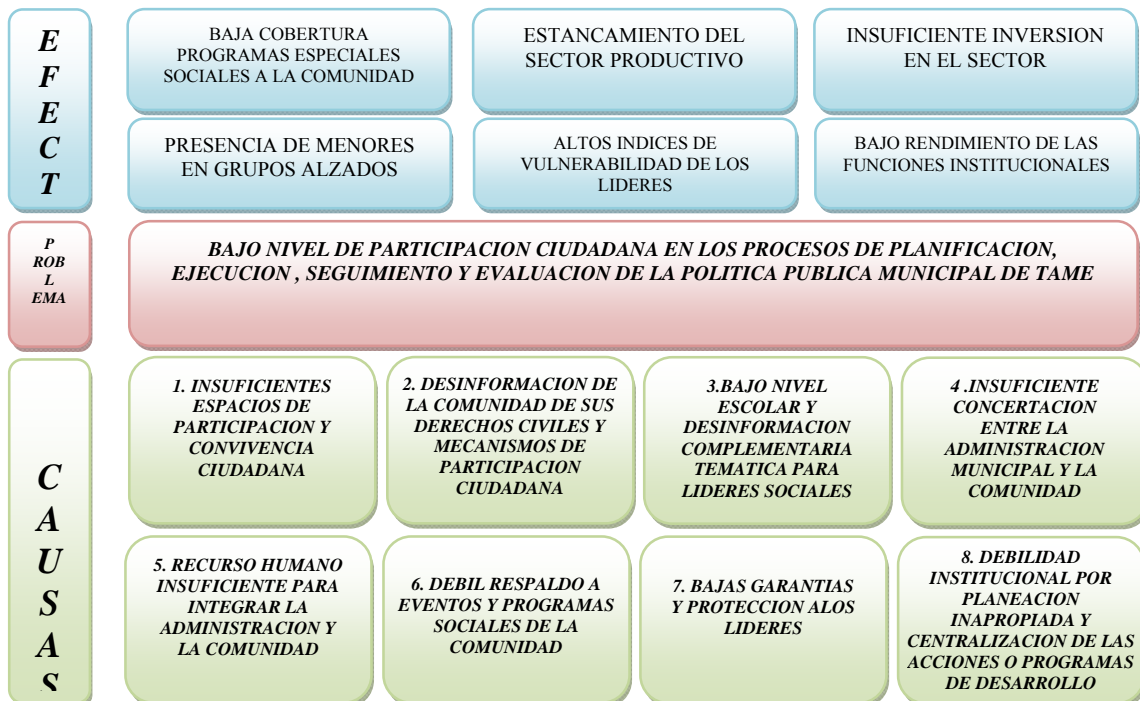 E
F
E
C
T
BAJA COBERTURA
PROGRAMAS ESPECIALES
SOCIALES A LA COMUNIDAD
ESTANCAMIENTO DEL
SECTOR PRODUCTIVO
INSUFICIENTE INVERSION
EN EL SECTOR
PRESENCIA DE MENORES
EN GRUPOS ALZADOS
ALTOS INDICES DE
VULNERABILIDAD DE LOS
LIDERES
BAJO RENDIMIENTO DE LAS
FUNCIONES INSTITUCIONALES
P
ROB
L
EMA
BAJO NIVEL DE PARTICIPACION CIUDADANA EN LOS PROCESOS DE PLANIFICACION,
EJECUCION , SEGUIMIENTO Y EVALUACION DE LA POLITICA PUBLICA MUNICIPAL DE TAME
C
A
U
S
A
S
1. INSUFICIENTES
ESPACIOS DE
PARTICIPACION Y
CONVIVENCIA
CIUDADANA
2. DESINFORMACION DE
LA COMUNIDAD DE SUS
DERECHOS CIVILES Y
MECANISMOS DE
PARTICIPACION
CIUDADANA
3.BAJO NIVEL
ESCOLAR Y
DESINFORMACION
COMPLEMENTARIA
TEMATICA PARA
LIDERES SOCIALES
4 .INSUFICIENTE
CONCERTACION
ENTRE LA
ADMINISTRACION
MUNICIPAL Y LA
COMUNIDAD
5. RECURSO HUMANO
INSUFICIENTE PARA
INTEGRAR LA
ADMINISTRACION Y
LA COMUNIDAD
6. DEBIL RESPALDO A
EVENTOS Y PROGRAMAS
SOCIALES DE LA
COMUNIDAD
7. BAJAS GARANTIAS
Y PROTECCION ALOS
LIDERES
8. DEBILIDAD
INSTITUCIONAL POR
PLANEACION
INAPROPIADA Y
CENTRALIZACION DE LAS
ACCIONES O PROGRAMAS
DE DESARROLLO